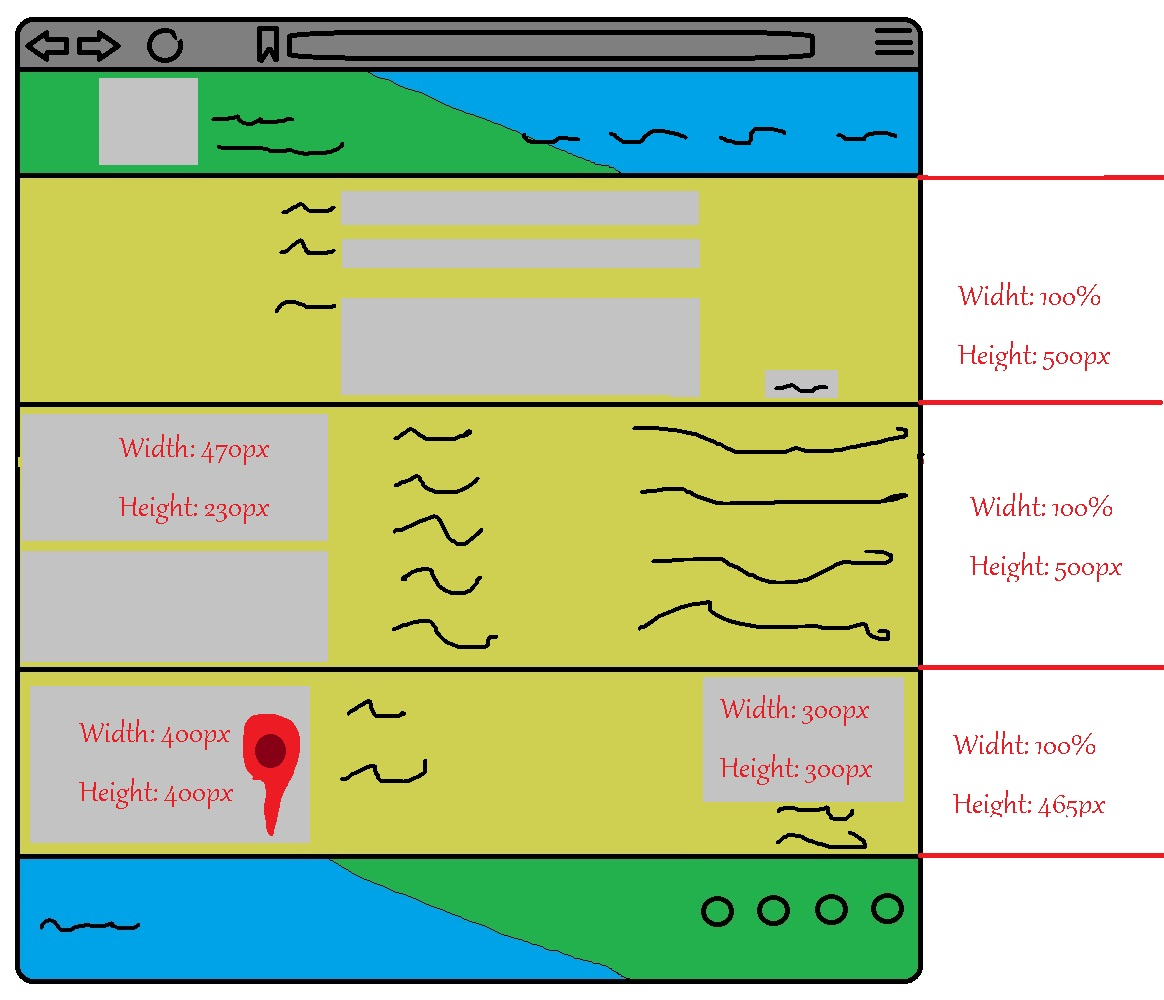 Widht: 100%
Height: 500px
Width: 470px
Height: 230px
Widht: 100%
Height: 500px
Width: 400px
Height: 400px
Width: 300px
Height: 300px
Widht: 100%
Height: 465px